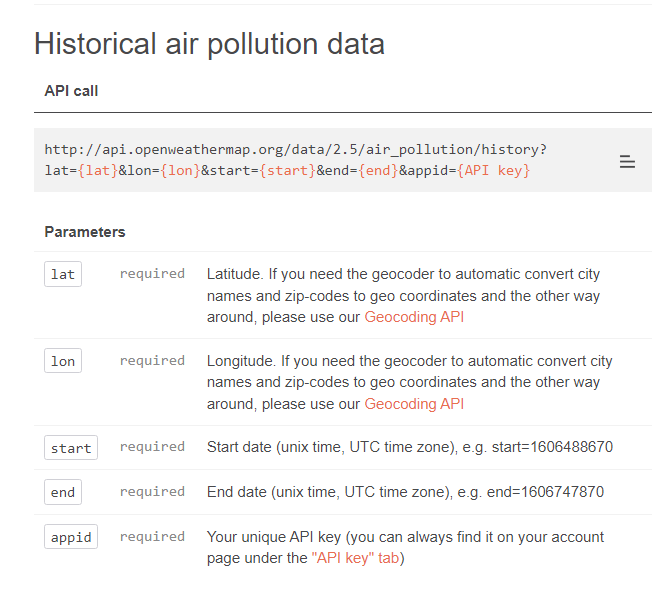 Historical air pollution data
API call
http://api.openweathermap.org/data/2.5/air_pollution/history?
lat={lat}&lon={lon}&start={start}&end={end}&appid={API key}
Parameters
lat required Latitude. If you need the geocoder to automatic convert city
names and zip-codes to geo coordinates and the other way
around, please use our Geocoding API
lon required Longitude. If you need the geocoder to automatic convert city
names and zip-codes to geo coordinates and the other way
around, please use our Geocoding API
start required Start date (unix time, UTC time zone), e.g. start=1606488670
end required End date (unix time, UTC time zone), e.g. end=1606747870
appid required Your unique API key (you can always find it on your account
page under the "API key" tab)